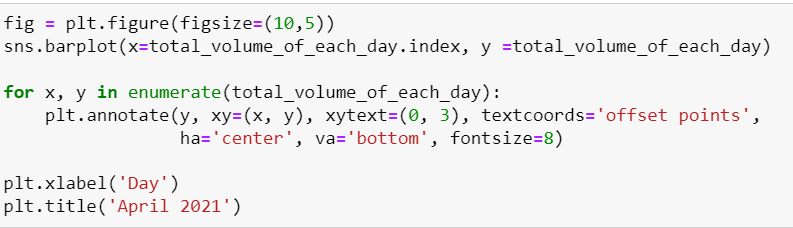 fig = plt.figure(figsize=(10,5))
sns.barplot(x=total_volume_of_each_day.index, y =total_volume_of_each_day)
for x, y in enumerate(total_volume_of_each_day):
    plt.annotate(y, xy=(x, y), xytext=(0, 3), textcoords='offset points',
                 ha='center', va='bottom', fontsize=8)
plt.xlabel('Day')
plt.title('April 2021')